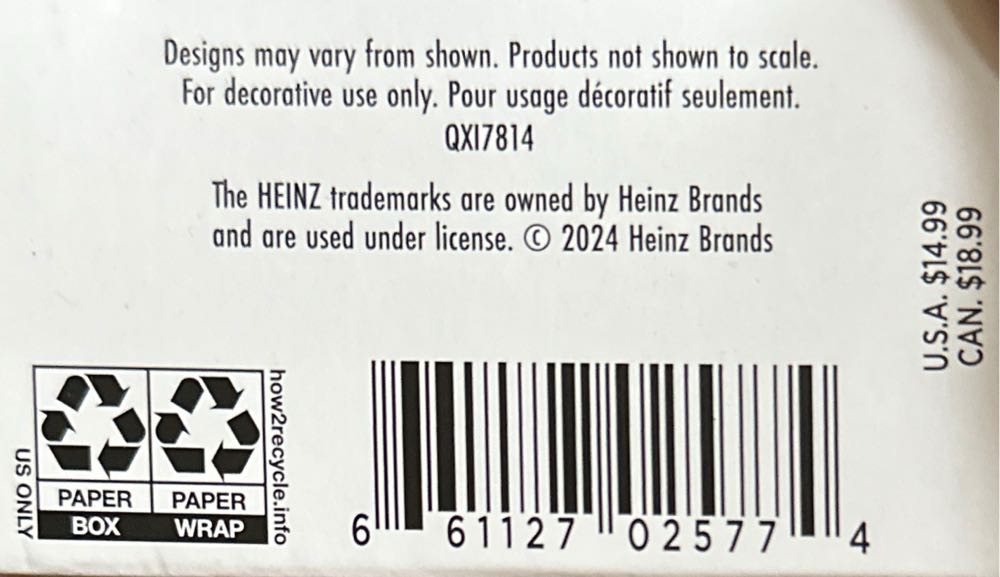 Designs may vary from shown. Products not shown to scale.
For decorative use only. Pour usage décoratif seulement.
QXI7814
The HEINZ trademarks are owned by Heinz Brands
and are used under license. © 2024 Heinz Brands
U.S.A. $14.99
CAN. $18.99
US ONLY
PAPER
BOX
PAPER
WRAP
how2recycle.info
6 61127 02577 4